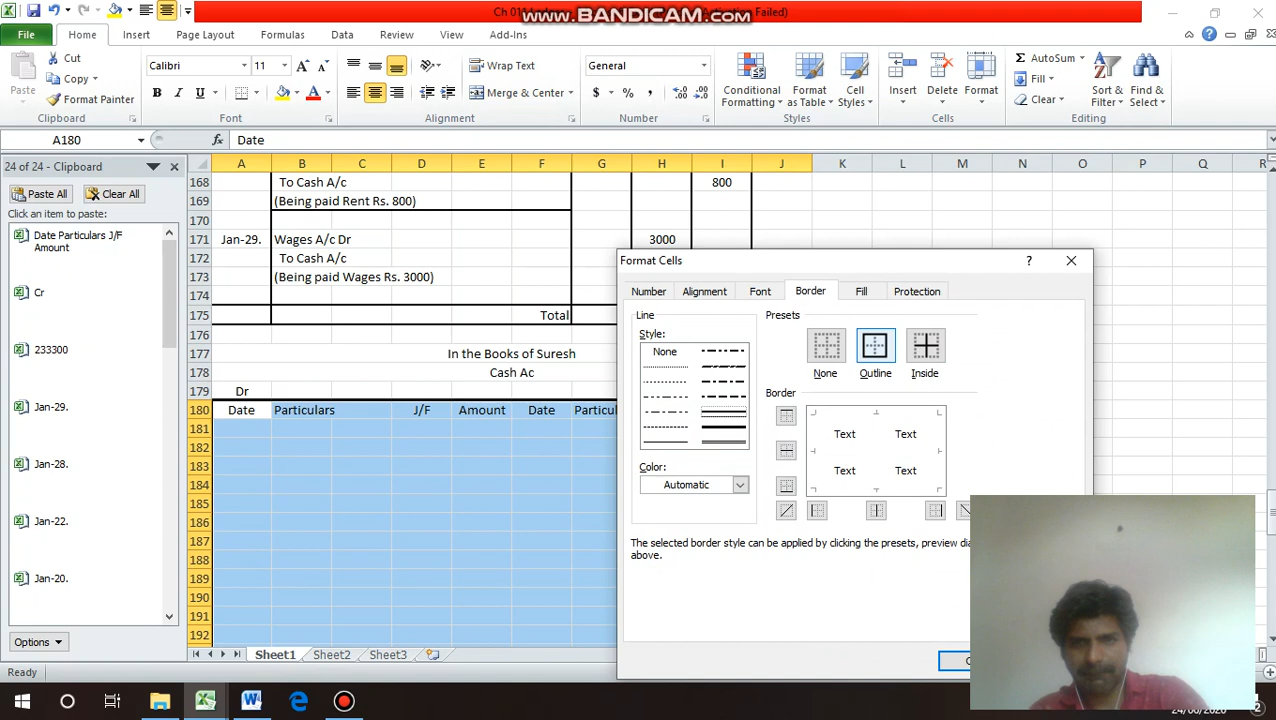 www.BANDICAM.com
File Home Insert Page Layout Formulas Data Review View Add-Ins
Paste Cut Copy Format Painter Clipboard
Calibri 11 A A B I U A Font
Wrap Text Merge & Center Alignment
General $ % , Number
Conditional Formatting Format as Table Cell Styles Styles
Insert Delete Format Cells
AutoSum Fill Clear Sort & Filter Find & Select Editing
A180 fx Date
24 of 24 - Clipboard
Paste All Clear All
Click an item to paste:
Date Particulars J/F
Amount
Cr
233300
Jan-29.
Jan-28.
Jan-22.
Jan-20.
Options
A B C D E F G H I J K L M N O P Q R
168 To Cash A/c 800
169 (Being paid Rent Rs. 800)
170
171 Jan-29. Wages A/c Dr 3000
172 To Cash A/c
173 (Being paid Wages Rs. 3000)
174
175 Total
176
177 In the Books of Suresh
178 Cash Ac
179 Dr
180 Date Particulars J/F Amount Date
181
182
183
184
185
186
187
188
189
190
191
192
Sheet1 Sheet2 Sheet3
Ready
Format Cells ?
Number Alignment Font Border Fill Protection
Line
Style:
None
Color:
Automatic
Presets
None Outline Inside
Border
Text Text
Text Text
The selected border style can be applied by clicking the presets, preview
above.